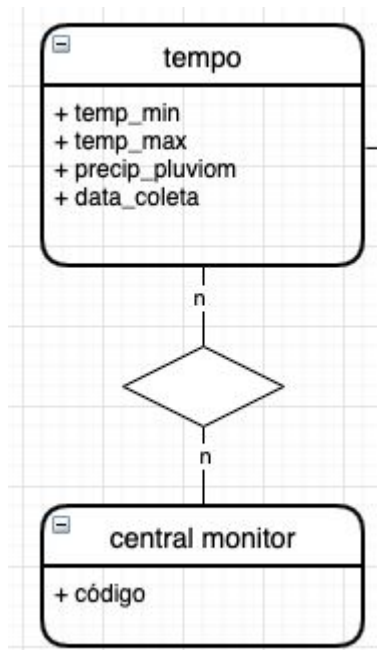 tempo
+ temp_min
+ temp_max
+ precip_pluviom
+ data_coleta
n
n
central monitor
+ código